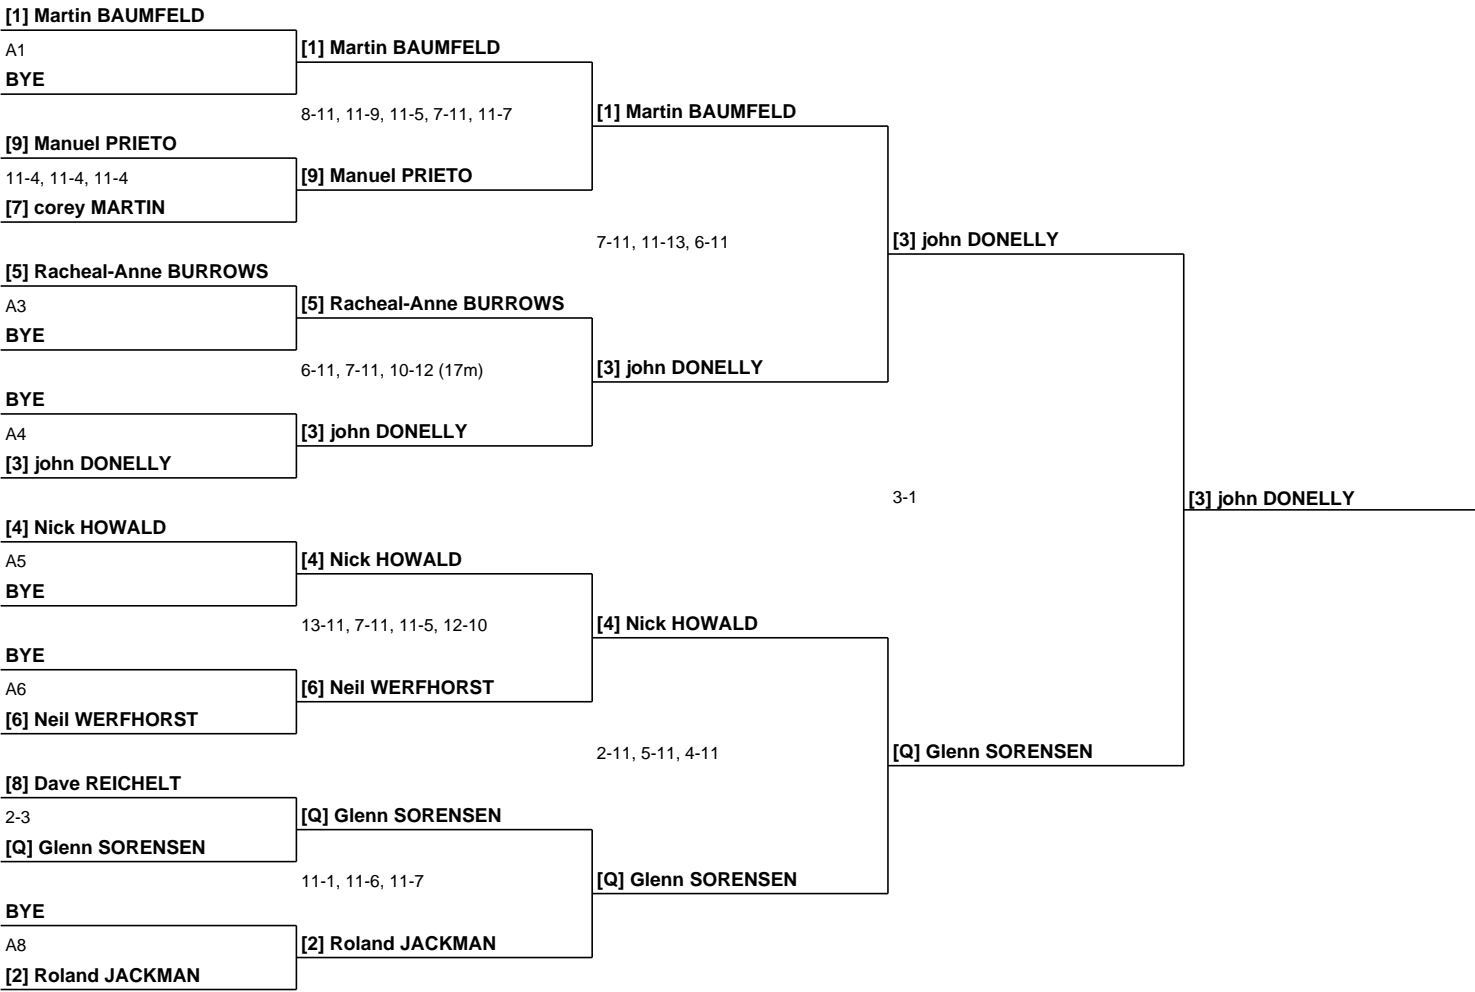 [1] Martin BAUMFELD
A1
BYE
[9] Manuel PRIETO
11-4, 11-4, 11-4
[7] corey MARTIN
[5] Racheal-Anne BURROWS
A3
BYE
BYE
A4
[3] john DONELLY
[4] Nick HOWALD
A5
BYE
BYE
A6
[6] Neil WERFHORST
[8] Dave REICHELT
2-3
[Q] Glenn SORENSEN
BYE
A8
[2] Roland JACKMAN
[1] Martin BAUMFELD
8-11, 11-9, 11-5, 7-11, 11-7
[9] Manuel PRIETO
[5] Racheal-Anne BURROWS
6-11, 7-11, 10-12 (17m)
[3] john DONELLY
[4] Nick HOWALD
13-11, 7-11, 11-5, 12-10
[6] Neil WERFHORST
[Q] Glenn SORENSEN
11-1, 11-6, 11-7
[2] Roland JACKMAN
[1] Martin BAUMFELD
7-11, 11-13, 6-11
[3] john DONELLY
[4] Nick HOWALD
2-11, 5-11, 4-11
[Q] Glenn SORENSEN
[3] john DONELLY
3-1
[Q] Glenn SORENSEN
[3] john DONELLY